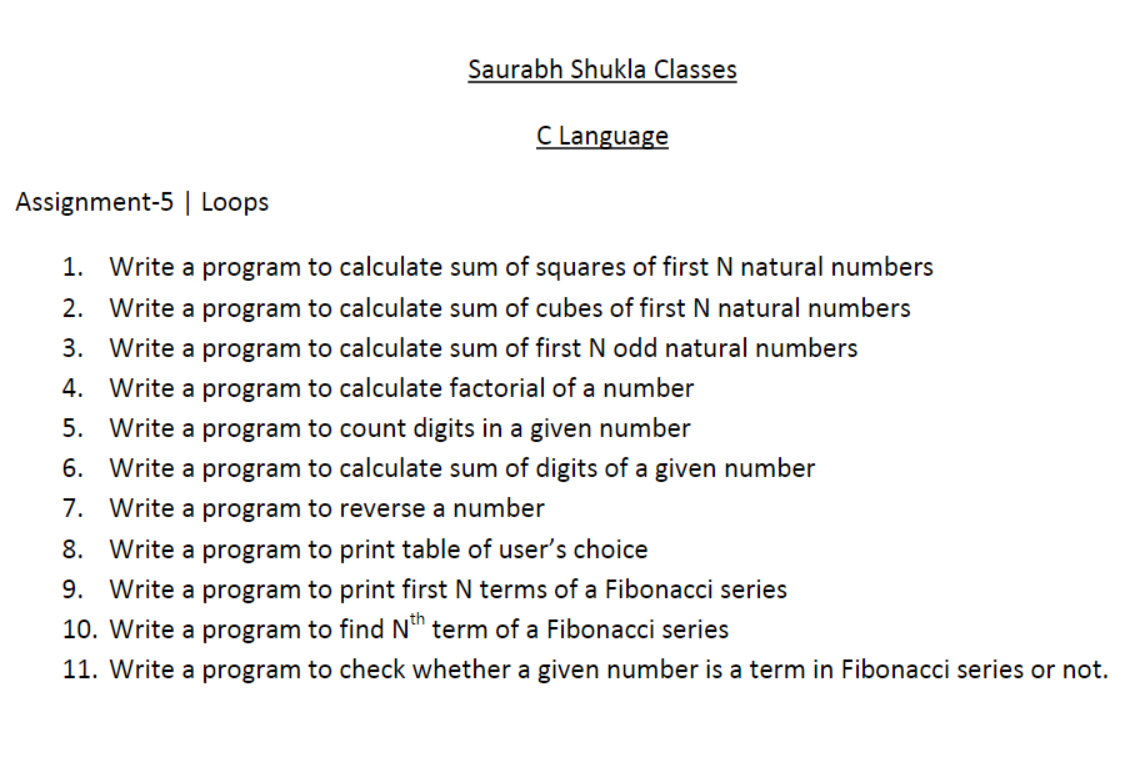 Saurabh Shukla Classes
C Language
Assignment-5 | Loops
1. Write a program to calculate sum of squares of first N natural numbers
2. Write a program to calculate sum of cubes of first N natural numbers
3. Write a program to calculate sum of first N odd natural numbers
4. Write a program to calculate factorial of a number
5. Write a program to count digits in a given number
6. Write a program to calculate sum of digits of a given number
7. Write a program to reverse a number
8. Write a program to print table of user’s choice
9. Write a program to print first N terms of a Fibonacci series
10. Write a program to find Nth term of a Fibonacci series
11. Write a program to check whether a given number is a term in Fibonacci series or not.